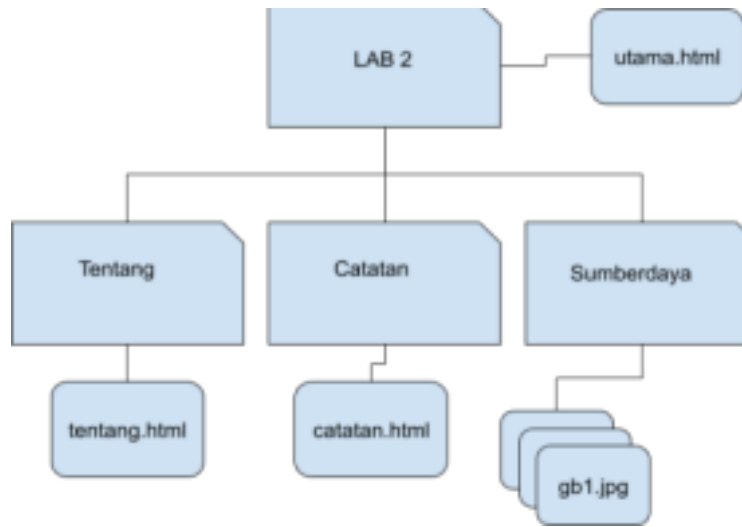 LAB 2
utama.html
Tentang
Catatan
Sumberdaya
tentang.html
catatan.html
gb1.jpg